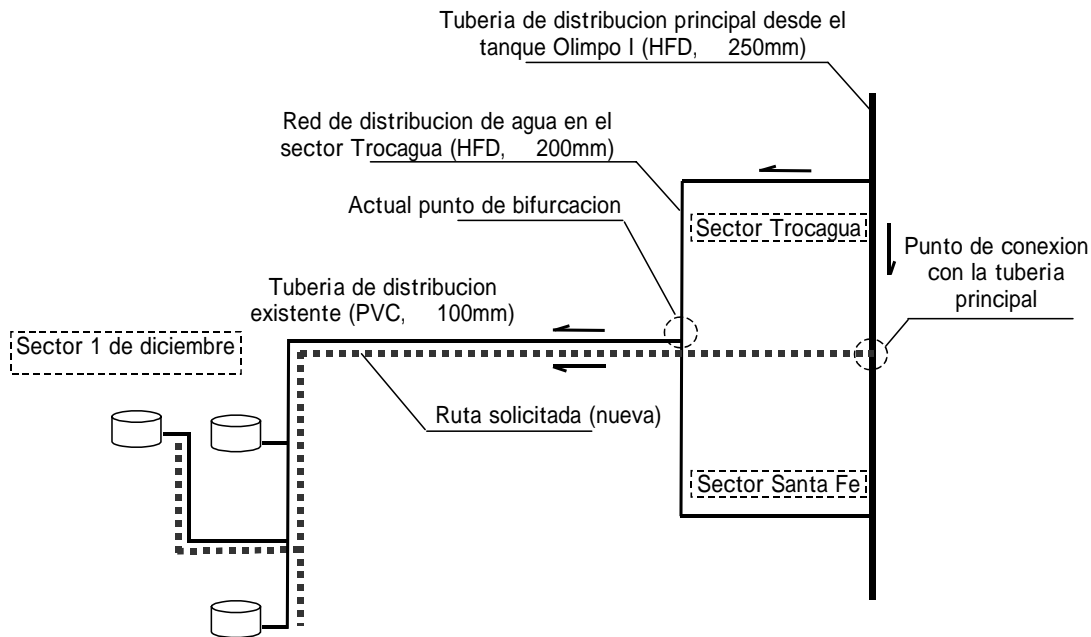 Tuberia de distribucion principal desde el
tanque Olimpo I (HFD, 250mm)
Red de distribucion de agua en el
sector Trocagua (HFD, 200mm)
Actual punto de bifurcacion
Sector Trocagua
Punto de conexion
con la tuberia
principal
Tuberia de distribucion
existente (PVC, 100mm)
Sector 1 de diciembre
Ruta solicitada (nueva)
Sector Santa Fe